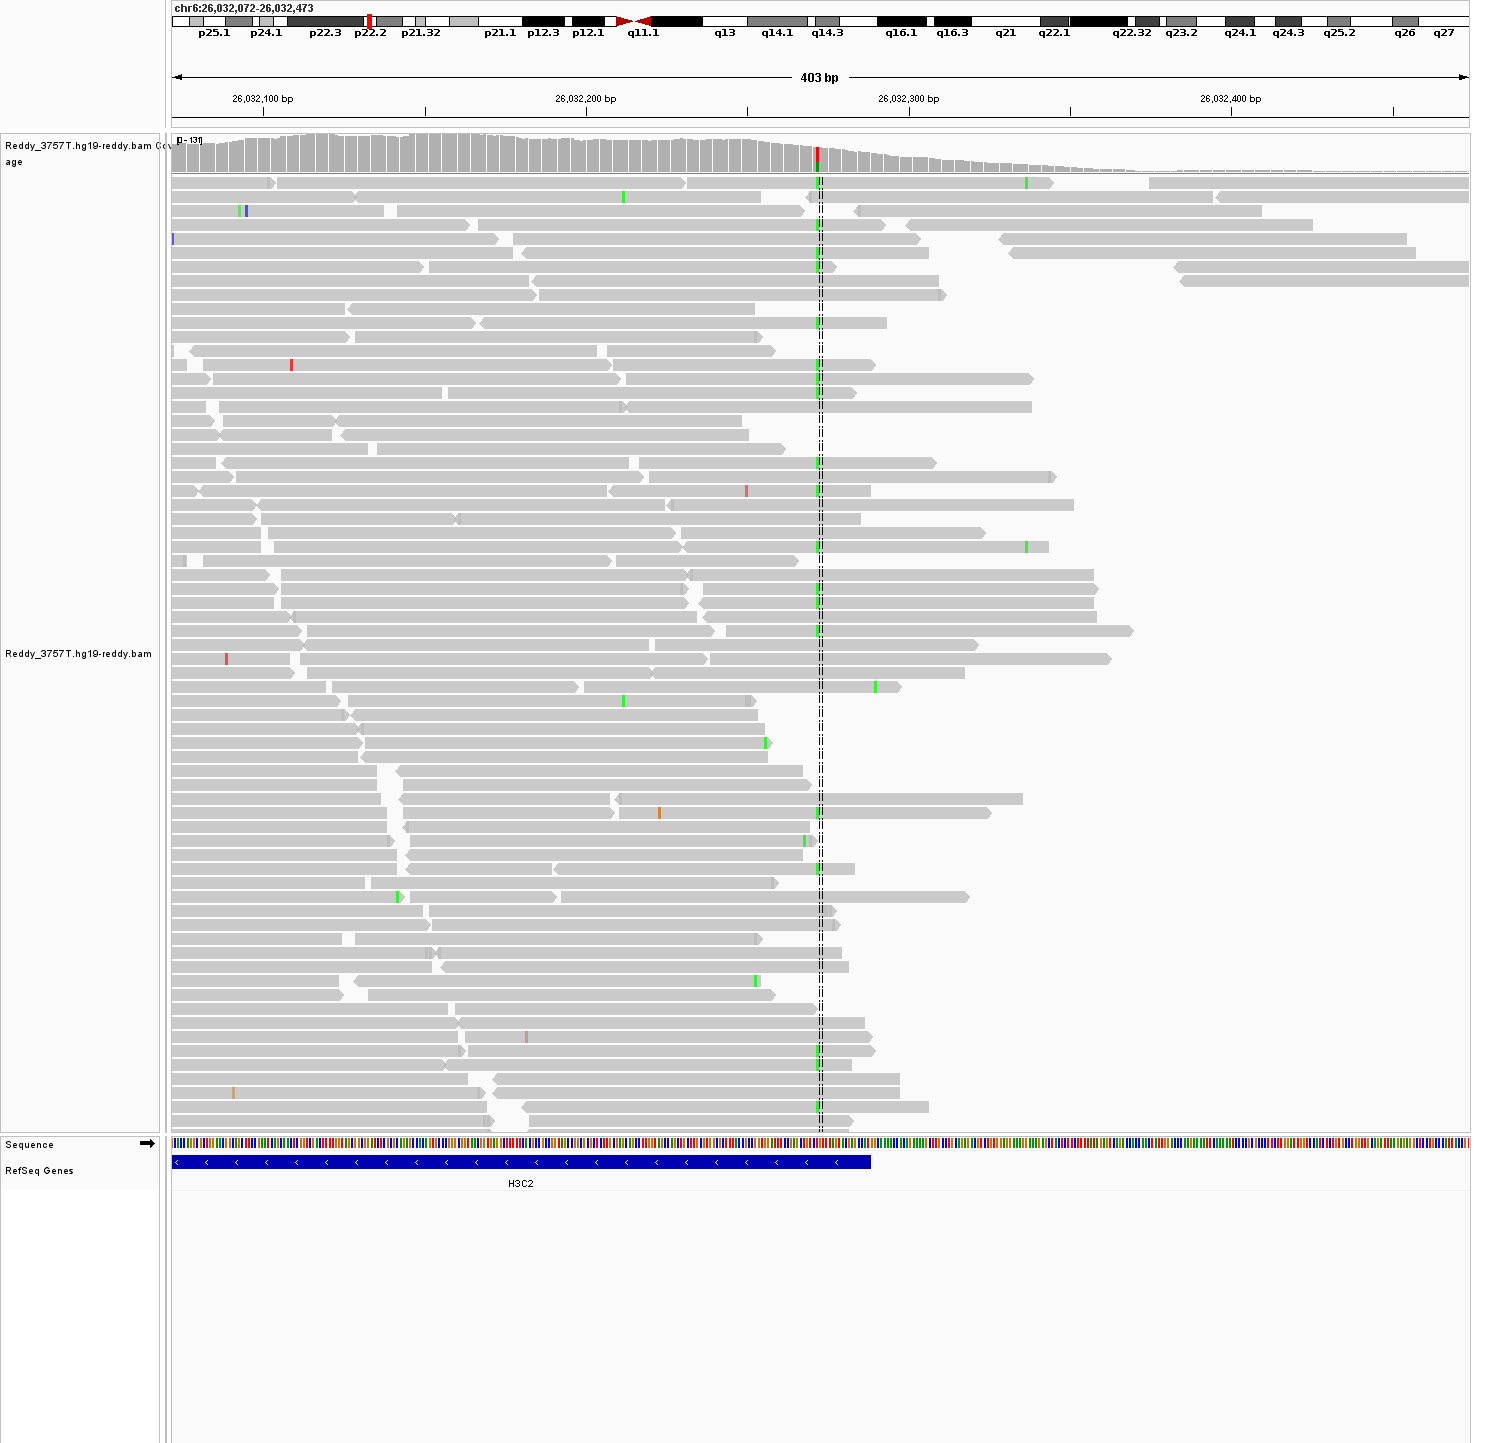 chr6:26,032,072-26,032,473
p25.1 p24.1 p22.3 p22.2 p21.32 p21.1 p12.3 p12.1 q11.1 q13 q14.1 q14.3 q16.1 q16.3 q21 q22.1 q22.32 q23.2 q24.1 q24.3 q25.2 q26 q27
403 bp
26,032,100 bp 26,032,200 bp 26,032,300 bp 26,032,400 bp
[0 - 131]
Reddy_3757T.hg19-reddy.bam Cov
age
Reddy_3757T.hg19-reddy.bam
Sequence
RefSeq Genes
H3C2